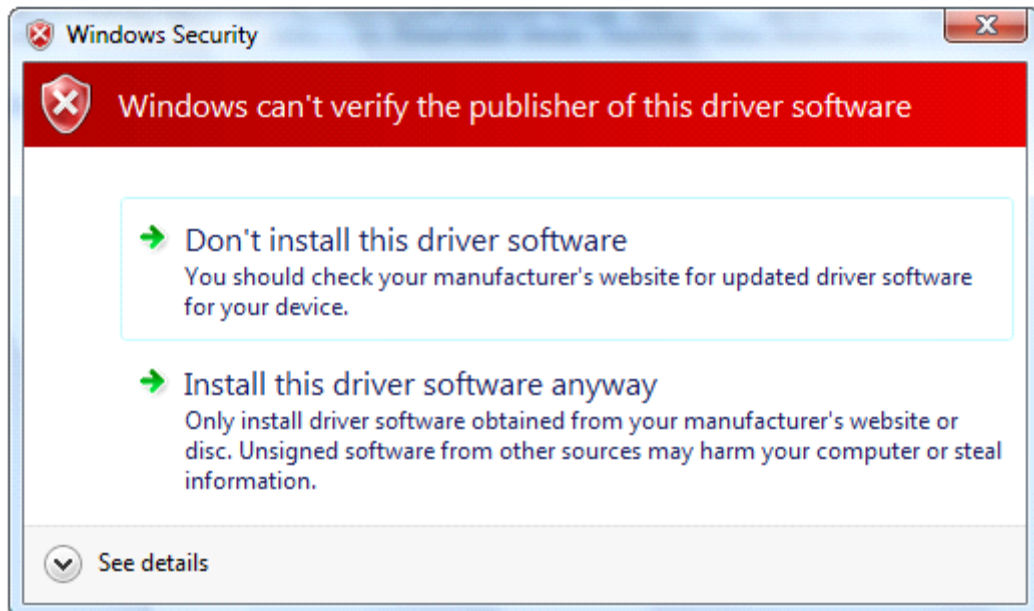 Windows Security
Windows can't verify the publisher of this driver software
Don't install this driver software
You should check your manufacturer's website for updated driver software
for your device.
Install this driver software anyway
Only install driver software obtained from your manufacturer's website or
disc. Unsigned software from other sources may harm your computer or steal
information.
See details